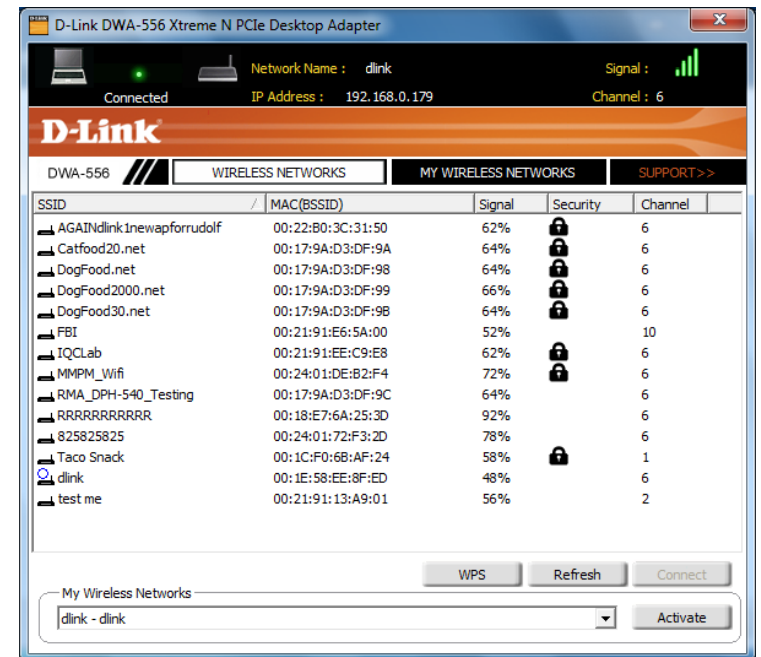 D-Link DWA-556 Xtreme N PCIe Desktop Adapter
Network Name : dlink Signal :
Connected IP Address : 192.168.0.179 Channel : 6
D-Link
DWA-556 WIRELESS NETWORKS MY WIRELESS NETWORKS SUPPORT>>
SSID MAC(BSSID) Signal Security Channel
AGAINdlink1newapforrudolf 00:22:B0:3C:31:50 62% 6
Catfood20.net 00:17:9A:D3:DF:9A 64% 6
DogFood.net 00:17:9A:D3:DF:98 64% 6
DogFood2000.net 00:17:9A:D3:DF:99 66% 6
DogFood30.net 00:17:9A:D3:DF:9B 64% 6
FBI 00:21:91:E6:5A:00 52% 10
IQCLab 00:21:91:EE:C9:E8 62% 6
MMPM_Wifi 00:24:01:DE:B2:F4 72% 6
RMA_DPH-540_Testing 00:17:9A:D3:DF:9C 64% 6
RRRRRRRRRRR 00:18:E7:6A:25:3D 92% 6
825825825 00:24:01:72:F3:2D 78% 6
Taco Snack 00:1C:F0:6B:AF:24 58% 1
dlink 00:1E:58:EE:8F:ED 48% 6
test me 00:21:91:13:A9:01 56% 2
WPS Refresh Connect
My Wireless Networks
dlink - dlink Activate